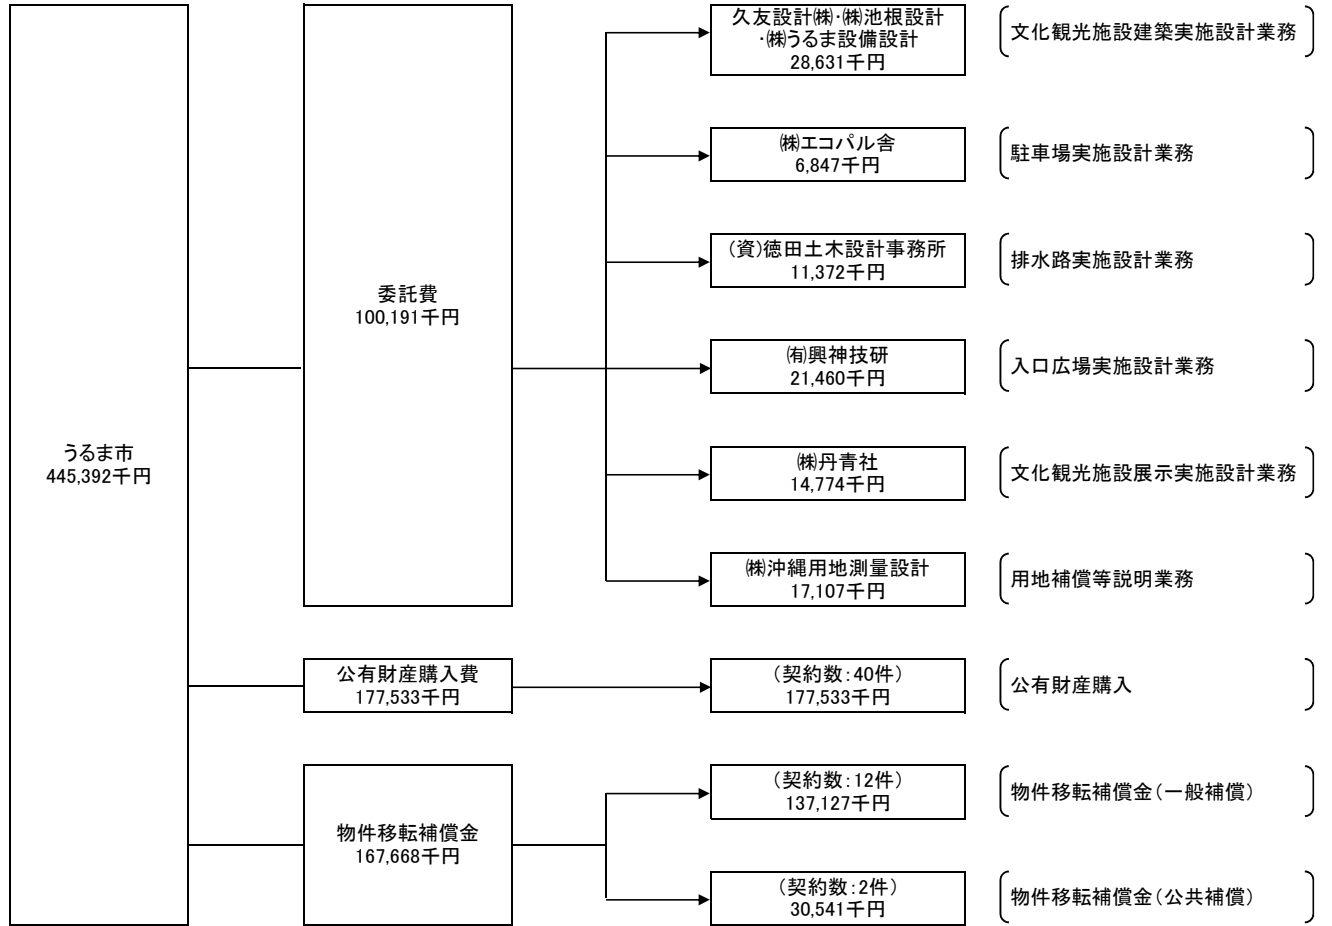 うるま市
445,392千円
委託費
100,191千円
久友設計㈱・㈱池根設計
・㈱うるま設備設計
28,631千円
文化観光施設建築実施設計業務
㈱エコパル舎
6,847千円
駐車場実施設計業務
(資)徳田土木設計事務所
11,372千円
排水路実施設計業務
㈲興神技研
21,460千円
入口広場実施設計業務
㈱丹青社
14,774千円
文化観光施設展示実施設計業務
㈱沖縄用地測量設計
17,107千円
用地補償等説明業務
公有財産購入費
177,533千円
(契約数：40件)
177,533千円
公有財産購入
物件移転補償金
167,668千円
(契約数：12件)
137,127千円
物件移転補償金(一般補償)
(契約数：2件)
30,541千円
物件移転補償金(公共補償)